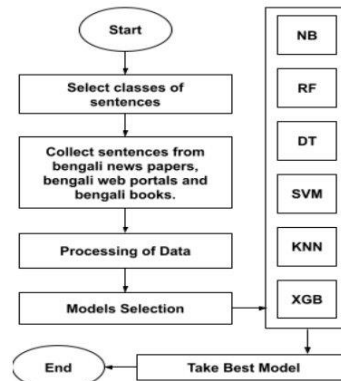 Start
Select classes of
sentences
Collect sentences from
bengali news papers,
bengali web portals and
bengali books.
Processing of Data
Models Selection
NB
RF
DT
SVM
KNN
XGB
Take Best Model
End